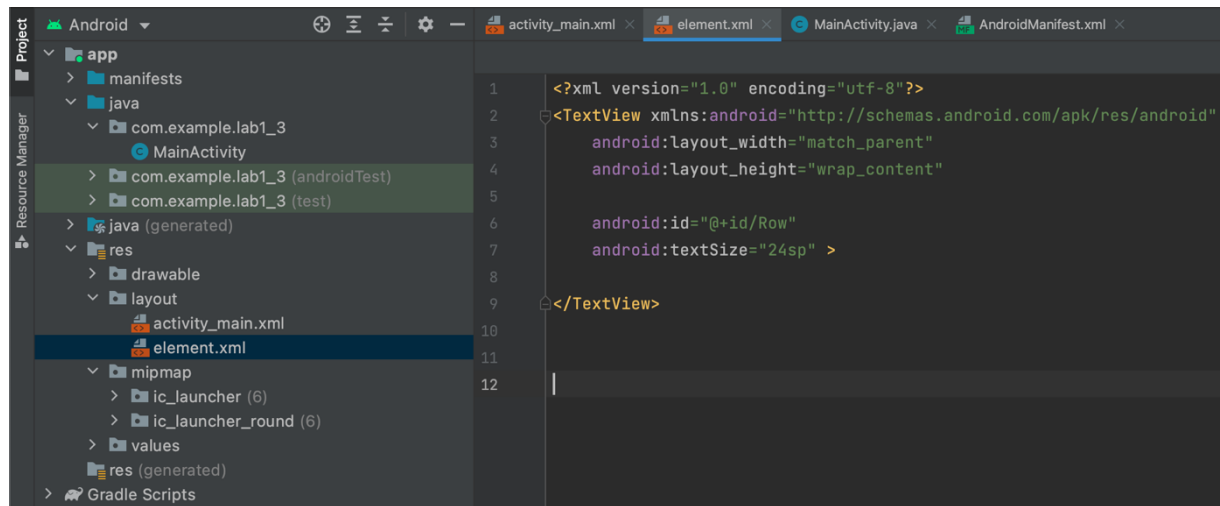 Project
Resource Manager
Android
app
manifests
java
com.example.lab1_3
MainActivity
com.example.lab1_3 (androidTest)
com.example.lab1_3 (test)
java (generated)
res
drawable
layout
activity_main.xml
element.xml
mipmap
ic_launcher (6)
ic_launcher_round (6)
values
res (generated)
Gradle Scripts
activity_main.xml element.xml MainActivity.java AndroidManifest.xml
1 <?xml version="1.0" encoding="utf-8"?>
2 <TextView xmlns:android="http://schemas.android.com/apk/res/android"
3 android:layout_width="match_parent"
4 android:layout_height="wrap_content"
5
6 android:id="@+id/Row"
7 android:textSize="24sp" >
8
9 </TextView>
10
11
12